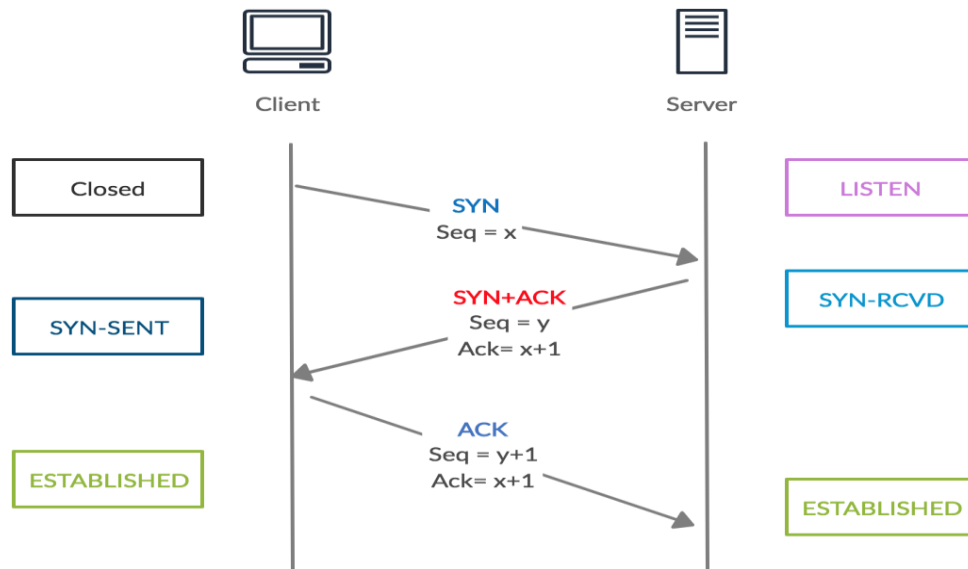 Client
Server
Closed
LISTEN
SYN
Seq = x
SYN+ACK
Seq = y
Ack= x+1
SYN-RCVD
SYN-SENT
ACK
Seq = y+1
Ack= x+1
ESTABLISHED
ESTABLISHED